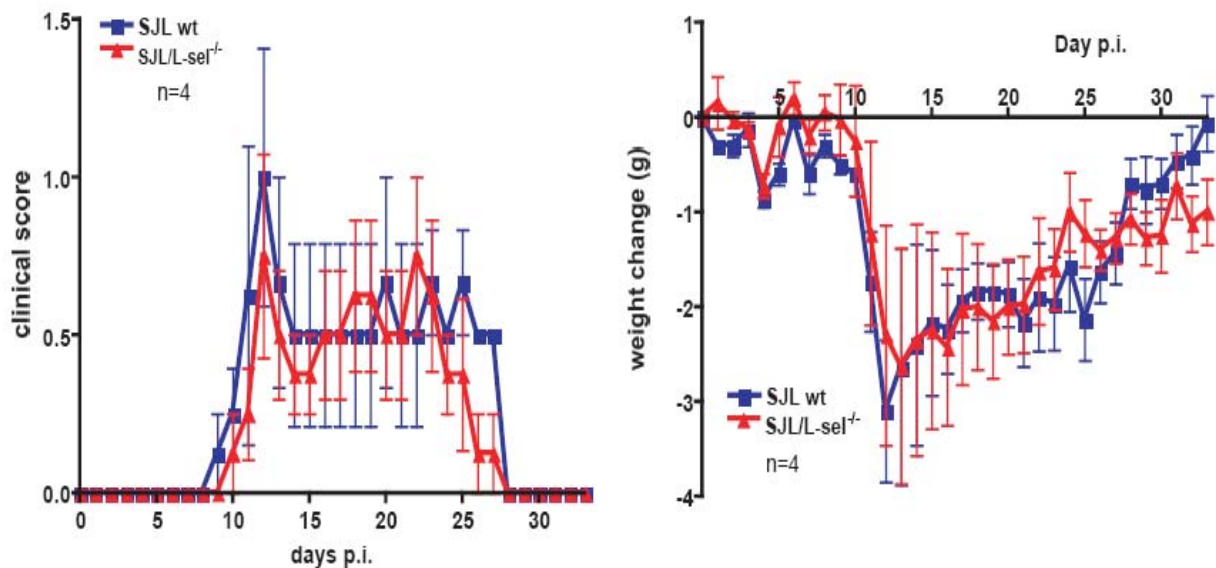 1.5
1.0
0.5
0.0
clinical score
SJL wt
SJL/L-sel-/-
n=4
0 5 10 15 20 25 30
days p.i.
1
0
-1
-2
-3
-4
weight change (g)
Day p.i.
5 10 15 20 25 30
SJL wt
SJL/L-sel-/-
n=4